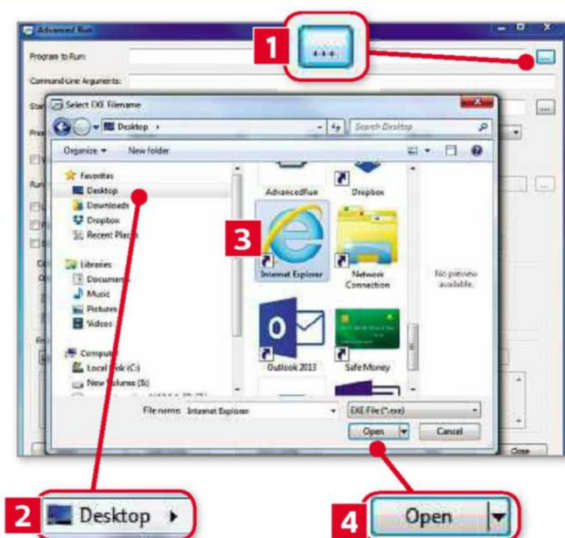 Advanced Run
1
...
Program to Run:
...
Command-Line Arguments:
Select EXE Filename
Desktop
Search Desktop
Organize
New folder
Favorites
Desktop
Downloads
Dropbox
Recent Places
Libraries
Documents
Music
Pictures
Videos
Computer
Local Disk (C:)
New Volume (S:)
AdvancedRun
Dropbox
3
Internet Explorer
Network
Connection
No preview
available.
Outlook 2013
Safe Money
File name: Internet Explorer
EXE File (*.exe)
Open
Cancel
Close
2
Desktop
4
Open